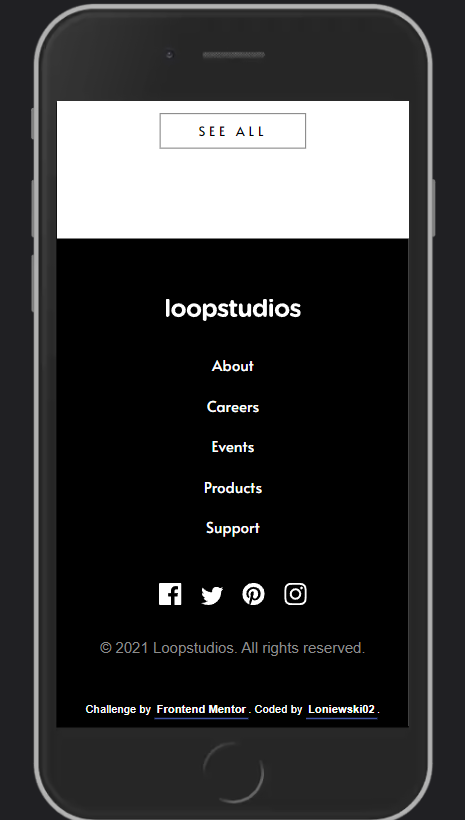 SEE ALL
loopstudios
About
Careers
Events
Products
Support
© 2021 Loopstudios. All rights reserved.
Challenge by Frontend Mentor . Coded by Loniewski02 .